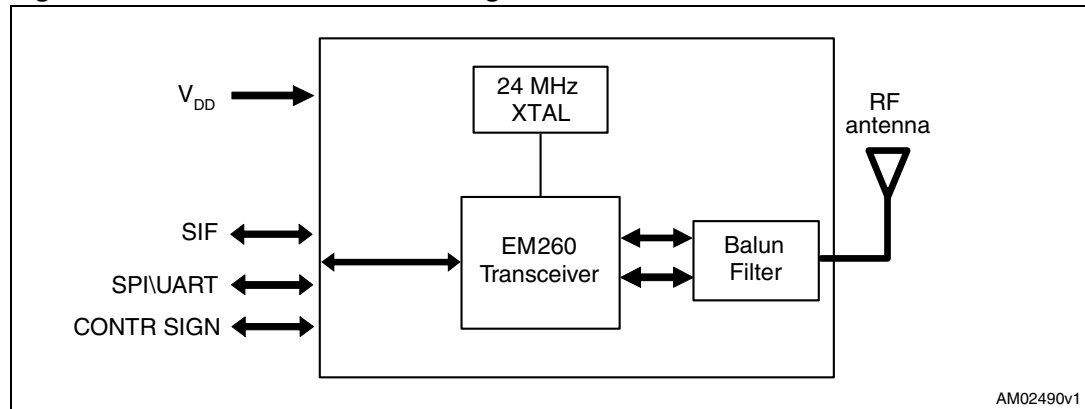 V_DD
24 MHz
XTAL
RF
antenna
SIF
EM260
Transceiver
Balun
Filter
SPI\UART
CONTR SIGN
AM02490v1